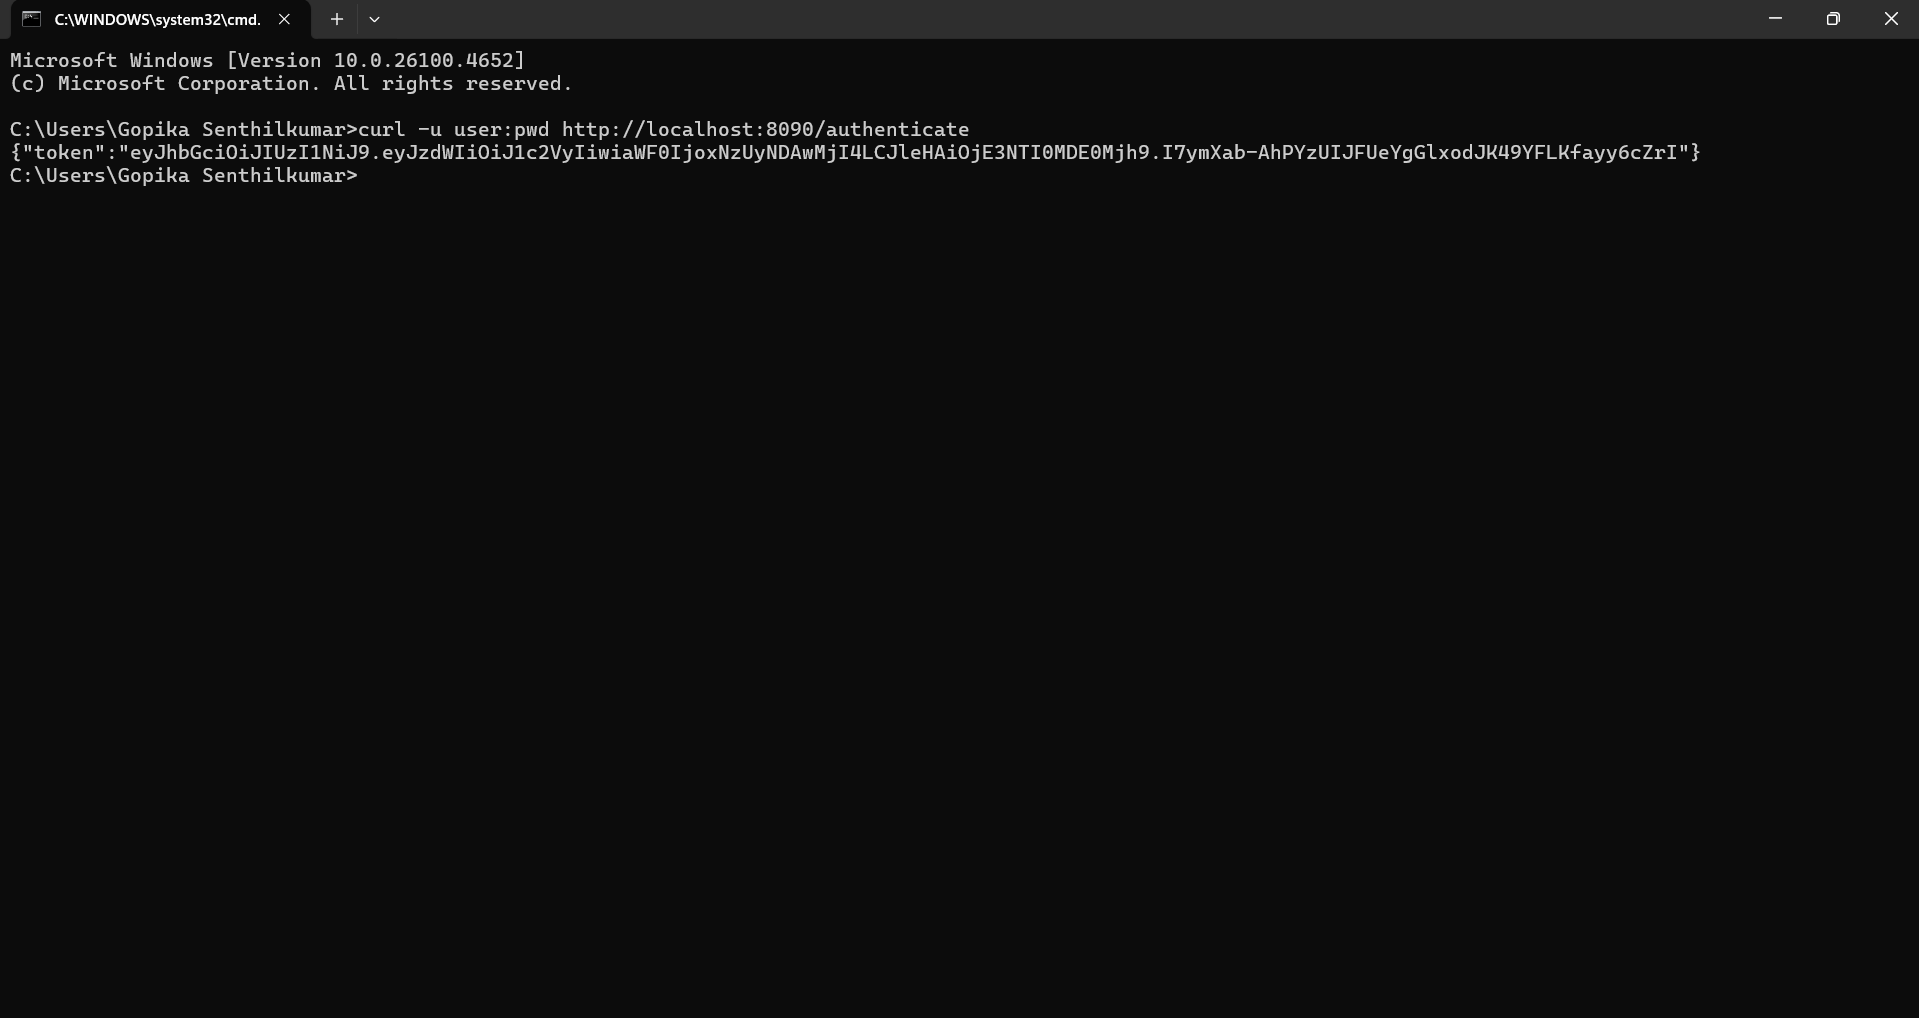 C:\WINDOWS\system32\cmd.
Microsoft Windows [Version 10.0.26100.4652]
(c) Microsoft Corporation. All rights reserved.
C:\Users\Gopika Senthilkumar>curl -u user:pwd http://localhost:8090/authenticate
{"token":"eyJhbGciOiJIUzI1NiJ9.eyJzdWIiOiJ1c2VyIiwiaWF0IjoxNzUyNDAwMjI4LCJleHAiOjE3NTI0MDE0Mjh9.I7ymXab-AhPYzUIJFUeYgGlxodJK49YFLKfayy6cZrI"}
C:\Users\Gopika Senthilkumar>